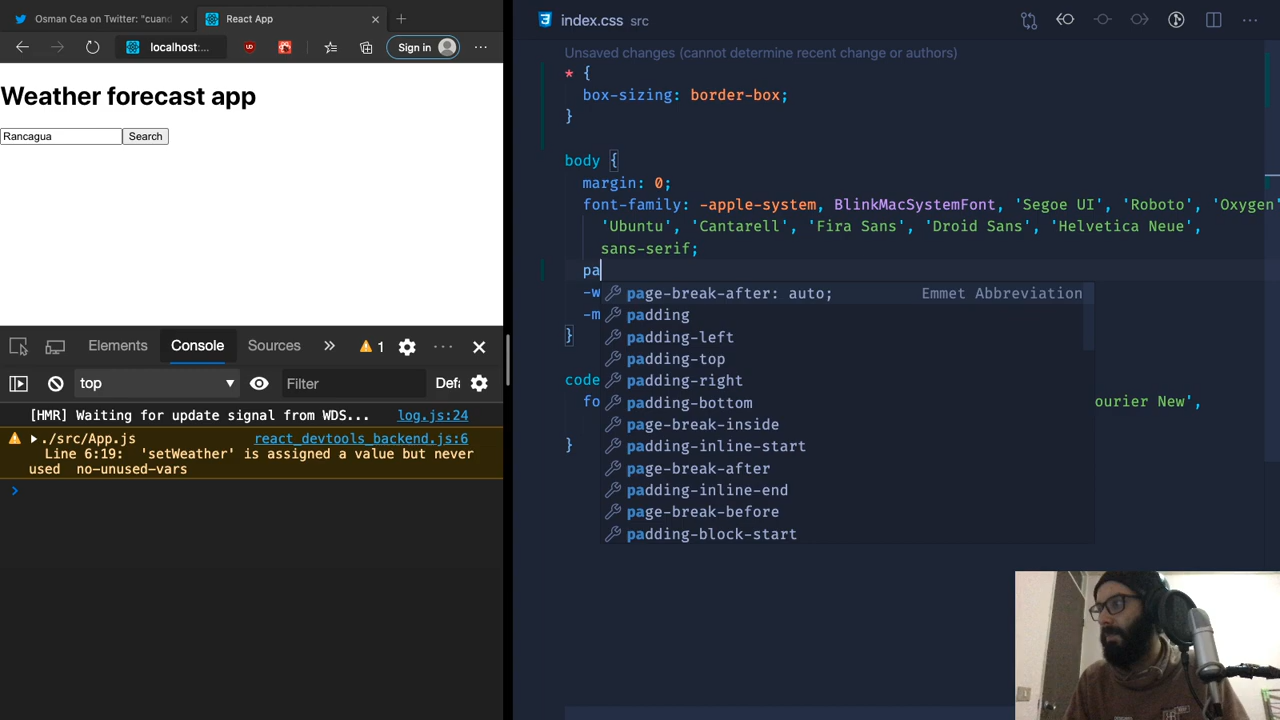 Osman Cea on Twitter: "cuand
React App
localhost:...
Sign in
Weather forecast app
Rancagua
Search
Elements
Console
Sources
1
top
Filter
Defa
[HMR] Waiting for update signal from WDS...
log.js:24
./src/App.js
react_devtools_backend.js:6
Line 6:19: 'setWeather' is assigned a value but never
used no-unused-vars
index.css src
Unsaved changes (cannot determine recent change or authors)
* {
box-sizing: border-box;
}
body {
margin: 0;
font-family: -apple-system, BlinkMacSystemFont, 'Segoe UI', 'Roboto', 'Oxygen'
'Ubuntu', 'Cantarell', 'Fira Sans', 'Droid Sans', 'Helvetica Neue',
sans-serif;
pa
-w
-m
}
page-break-after: auto;
Emmet Abbreviation
padding
padding-left
padding-top
padding-right
padding-bottom
page-break-inside
padding-inline-start
page-break-after
padding-inline-end
page-break-before
padding-block-start
code
fo
ourier New',
}